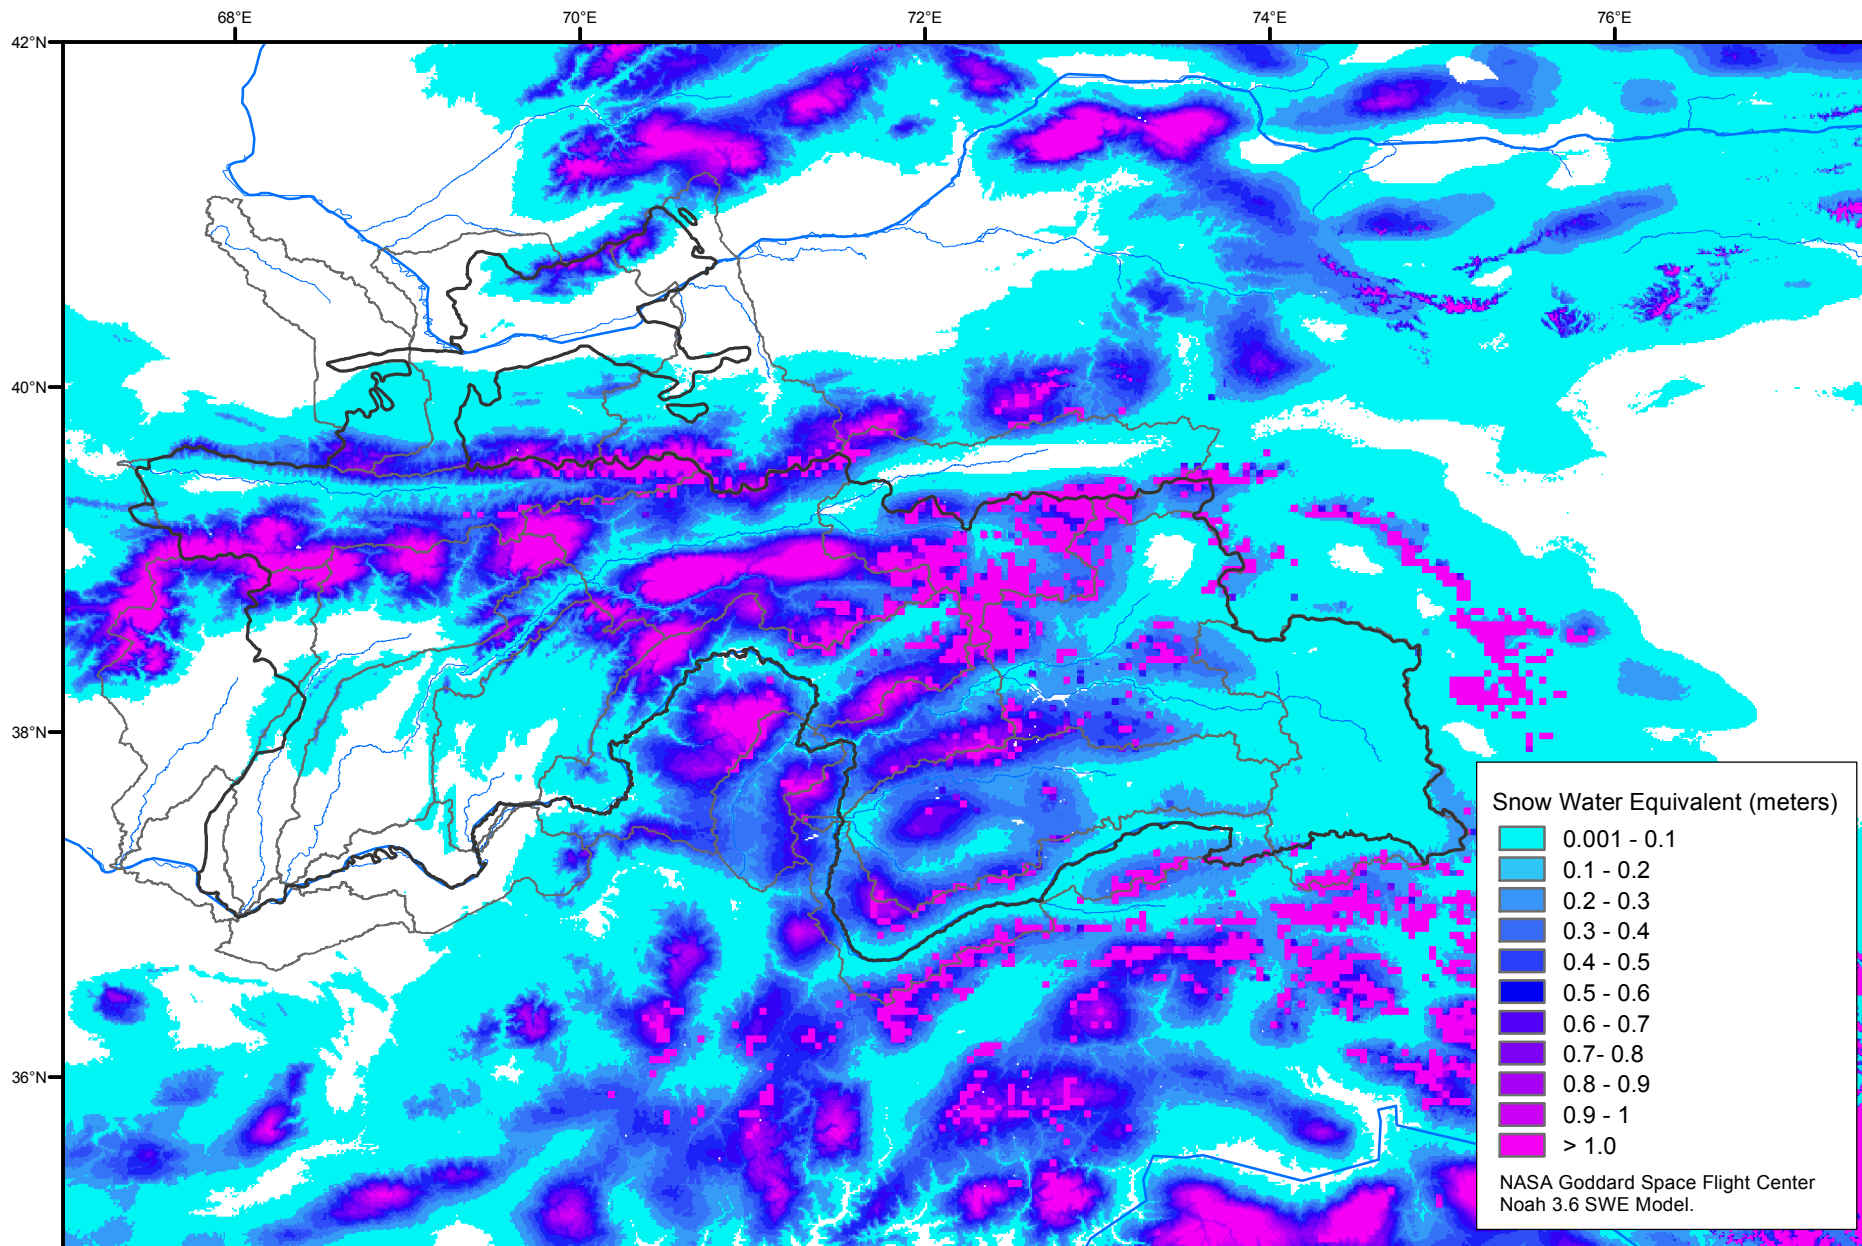 68°E 70°E 72°E 74°E 76°E
42°N
40°N
38°N
36°N
Snow Water Equivalent (meters)
0.001 - 0.1
0.1 - 0.2
0.2 - 0.3
0.3 - 0.4
0.4 - 0.5
0.5 - 0.6
0.6 - 0.7
0.7- 0.8
0.8 - 0.9
0.9 - 1
> 1.0
NASA Goddard Space Flight Center
Noah 3.6 SWE Model.